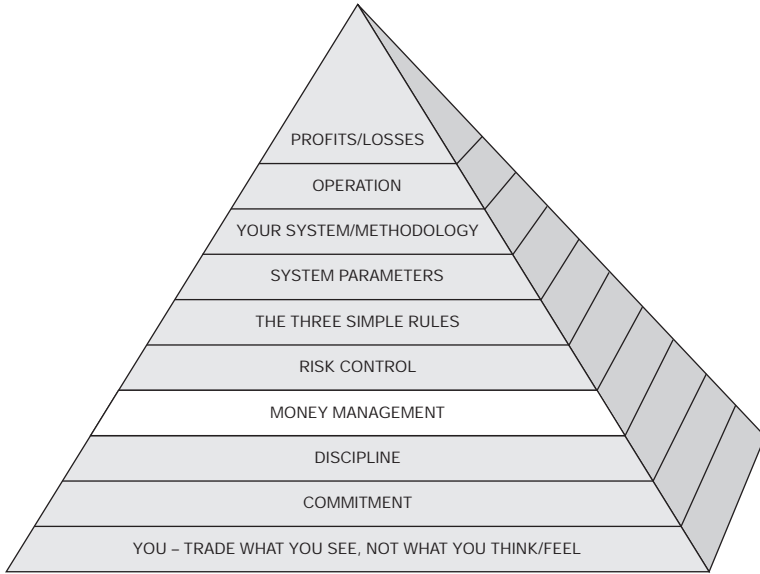 PROFITS/LOSSES
OPERATION
YOUR SYSTEM/METHODOLOGY
SYSTEM PARAMETERS
THE THREE SIMPLE RULES
RISK CONTROL
MONEY MANAGEMENT
DISCIPLINE
COMMITMENT
YOU – TRADE WHAT YOU SEE, NOT WHAT YOU THINK/FEEL